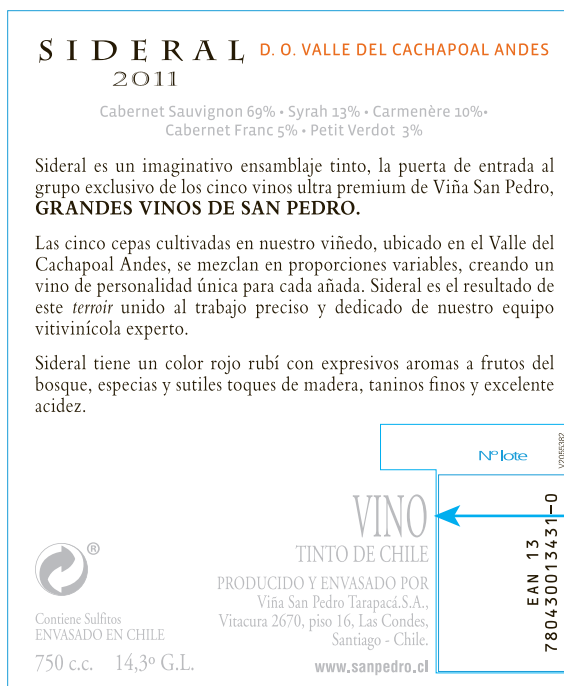 SIDERAL D. O. VALLE DEL CACHAPOAL ANDES
2011
Cabernet Sauvignon 69% • Syrah 13% • Carmenère 10%•
Cabernet Franc 5% • Petit Verdot 3%
Sideral es un imaginativo ensamblaje tinto, la puerta de entrada al
grupo exclusivo de los cinco vinos ultra premium de Viña San Pedro,
GRANDES VINOS DE SAN PEDRO.
Las cinco cepas cultivadas en nuestro viñedo, ubicado en el Valle del
Cachapoal Andes, se mezclan en proporciones variables, creando un
vino de personalidad única para cada añada. Sideral es el resultado de
este terroir unido al trabajo preciso y dedicado de nuestro equipo
vitivinícola experto.
Sideral tiene un color rojo rubí con expresivos aromas a frutos del
bosque, especias y sutiles toques de madera, taninos finos y excelente
acidez.
Nº lote
V2055382
VINO
TINTO DE CHILE
PRODUCIDO Y ENVASADO POR
Viña San Pedro Tarapacá.S.A.,
Vitacura 2670, piso 16, Las Condes,
Santiago - Chile.
www.sanpedro.cl
®
Contiene Sulfitos
ENVASADO EN CHILE
750 c.c. 14,3º G.L.
EAN 13
780430013431-0